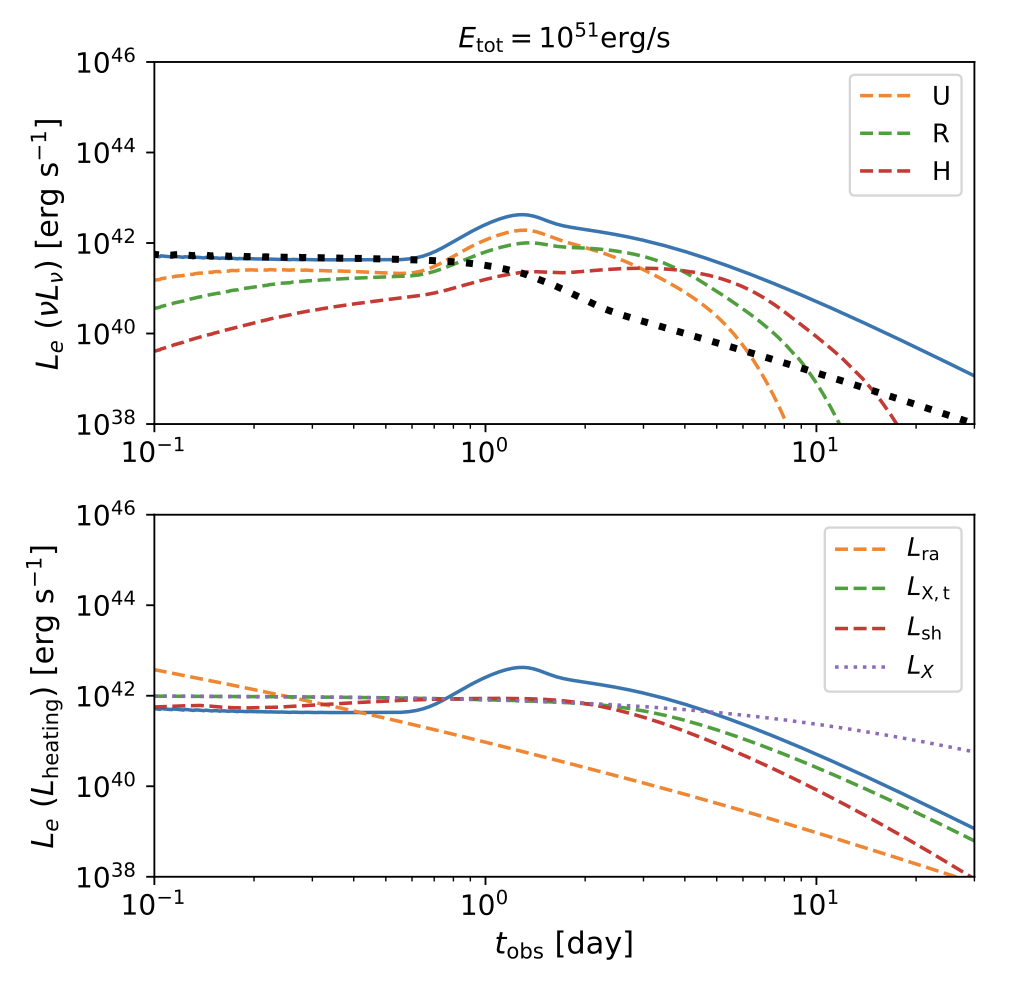 E_tot = 10^51 erg/s
10^46
10^44
10^42
10^40
10^38
L_e (νL_ν) [erg s^−1]
U
R
H
10^−1
10^0
10^1
10^46
10^44
10^42
10^40
10^38
L_e (L_heating) [erg s^−1]
L_ra
L_X,t
L_sh
L_X
10^−1
10^0
10^1
t_obs [day]